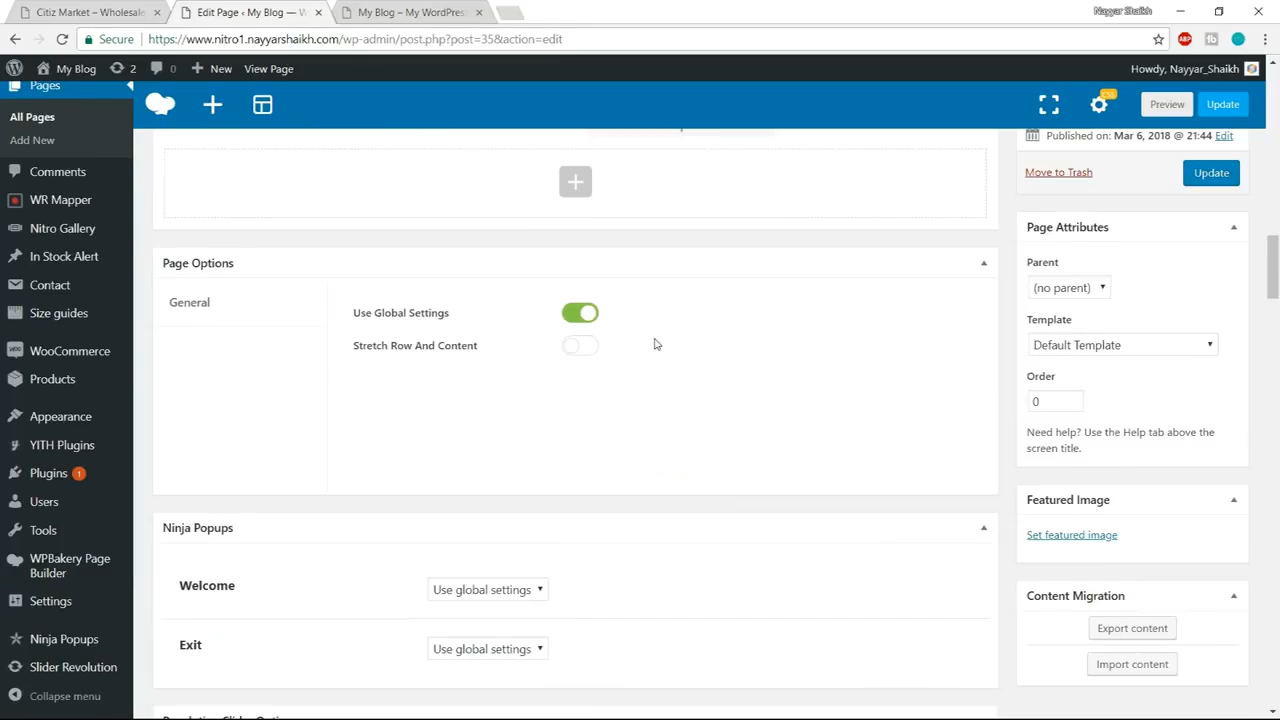 Citiz Market – Wholesale
Edit Page ‹ My Blog — W
My Blog – My WordPress
Nayyar Shaikh
Secure
https://www.nitro1.nayyarshaikh.com/wp-admin/post.php?post=35&action=edit
ABP
tb
My Blog
2
0
New
View Page
Howdy, Nayyar_Shaikh
Pages
All Pages
Add New
Comments
WR Mapper
Nitro Gallery
In Stock Alert
Contact
Size guides
WooCommerce
Products
Appearance
YITH Plugins
Plugins 1
Users
Tools
WPBakery Page
Builder
Settings
Ninja Popups
Slider Revolution
Collapse menu
CSS
Preview
Update
Page Options
General
Use Global Settings
Stretch Row And Content
Ninja Popups
Welcome
Use global settings
Exit
Use global settings
Published on: Mar 6, 2018 @ 21:44 Edit
Move to Trash
Update
Page Attributes
Parent
(no parent)
Template
Default Template
Order
0
Need help? Use the Help tab above the
screen title.
Featured Image
Set featured image
Content Migration
Export content
Import content